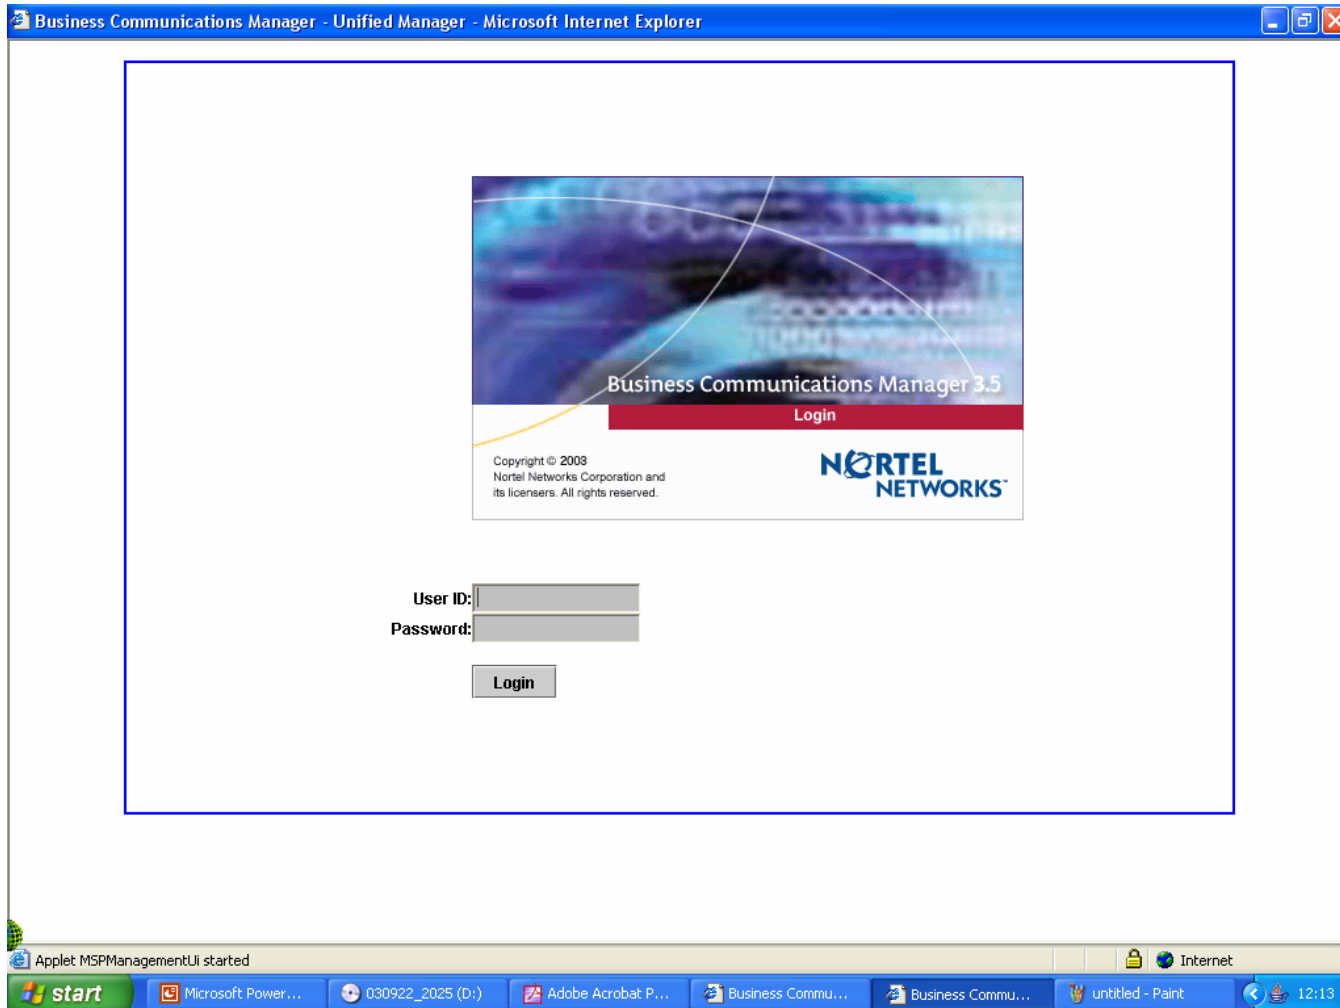 Business Communications Manager - Unified Manager - Microsoft Internet Explorer
Business Communications Manager 3.5
Login
Copyright © 2003
Nortel Networks Corporation and
its licensers. All rights reserved.
NORTEL
NETWORKS™
User ID:
Password:
Login
Applet MSPManagementUi started
Internet
start
Microsoft Power...
030922_2025 (D:)
Adobe Acrobat P...
Business Commu...
Business Commu...
untitled - Paint
12:13